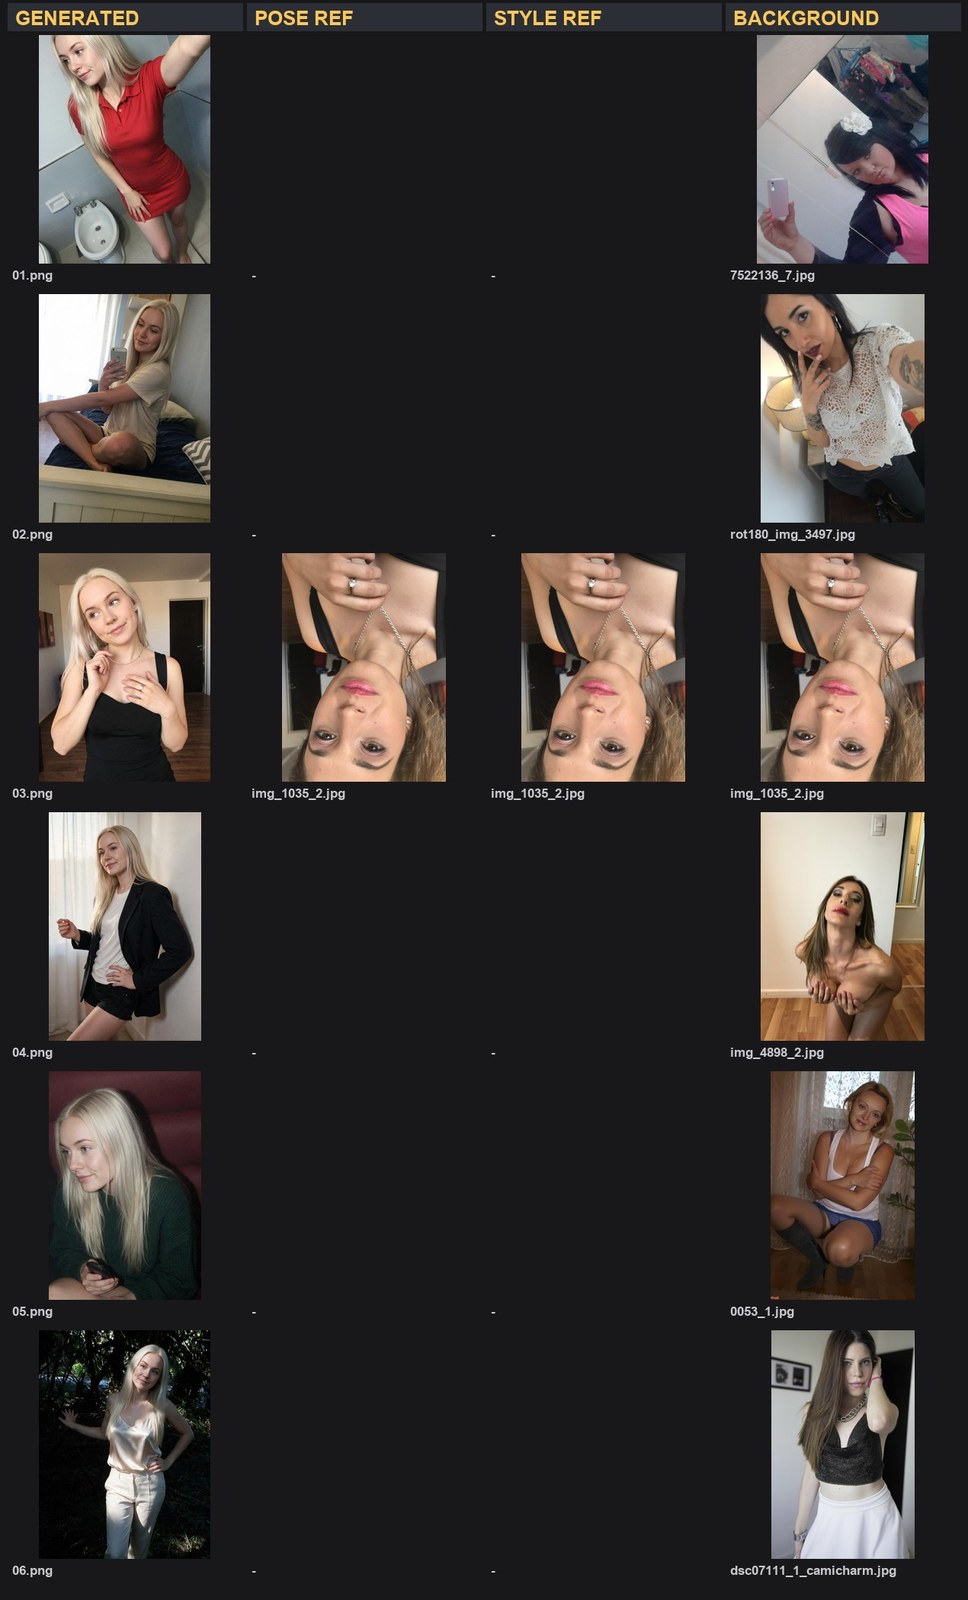 GENERATED POSE REF STYLE REF BACKGROUND
01.png - - 7522136_7.jpg
02.png - - rot180_img_3497.jpg
03.png img_1035_2.jpg img_1035_2.jpg img_1035_2.jpg
04.png - - img_4898_2.jpg
05.png - - 0053_1.jpg
06.png - - dsc07111_1_camicharm.jpg